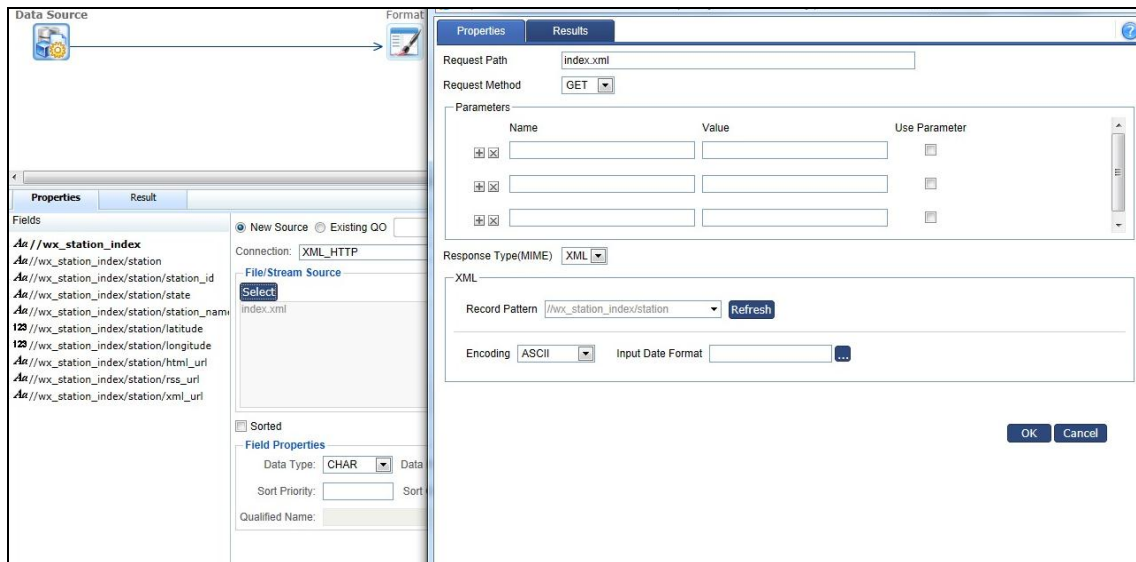 Data Source
Format
Properties
Result
Fields
Aa//wx_station_index
Aa//wx_station_index/station
Aa//wx_station_index/station/station_id
Aa//wx_station_index/station/state
Aa//wx_station_index/station/station_nam
123//wx_station_index/station/latitude
123//wx_station_index/station/longitude
Aa//wx_station_index/station/html_url
Aa//wx_station_index/station/rss_url
Aa//wx_station_index/station/xml_url
New Source Existing QO
Connection: XML_HTTP
File/Stream Source
Select
index.xml
Sorted
Field Properties
Data Type: CHAR Data
Sort Priority: Sort
Qualified Name:
Properties
Results
?
Request Path index.xml
Request Method GET
Parameters
Name Value Use Parameter
Response Type(MIME) XML
XML
Record Pattern //wx_station_index/station Refresh
Encoding ASCII Input Date Format ...
OK Cancel